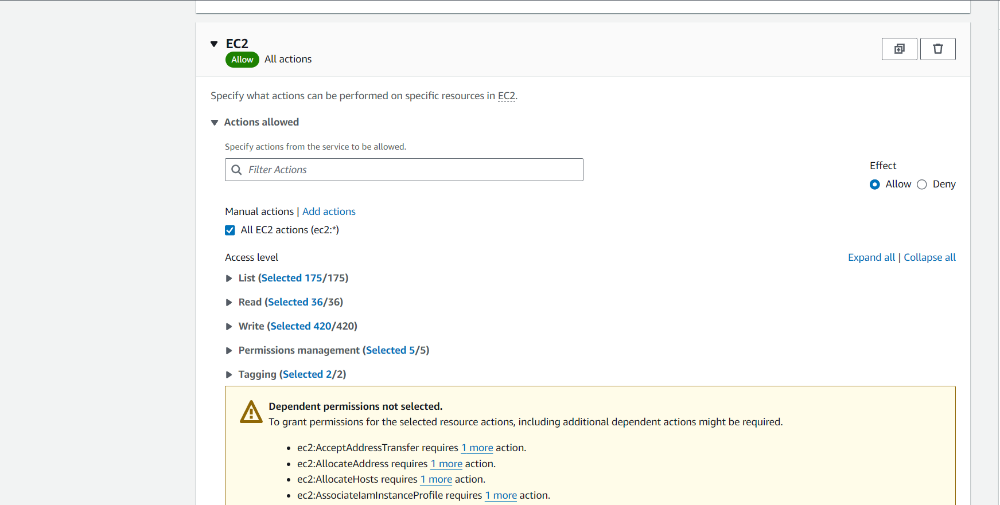 EC2
Allow All actions
Specify what actions can be performed on specific resources in EC2.
Actions allowed
Specify actions from the service to be allowed.
Filter Actions
Effect
Allow Deny
Manual actions | Add actions
All EC2 actions (ec2:*)
Access level
Expand all | Collapse all
List (Selected 175/175)
Read (Selected 36/36)
Write (Selected 420/420)
Permissions management (Selected 5/5)
Tagging (Selected 2/2)
Dependent permissions not selected.
To grant permissions for the selected resource actions, including additional dependent actions might be required.
• ec2:AcceptAddressTransfer requires 1 more action.
• ec2:AllocateAddress requires 1 more action.
• ec2:AllocateHosts requires 1 more action.
• ec2:AssociateIamInstanceProfile requires 1 more action.